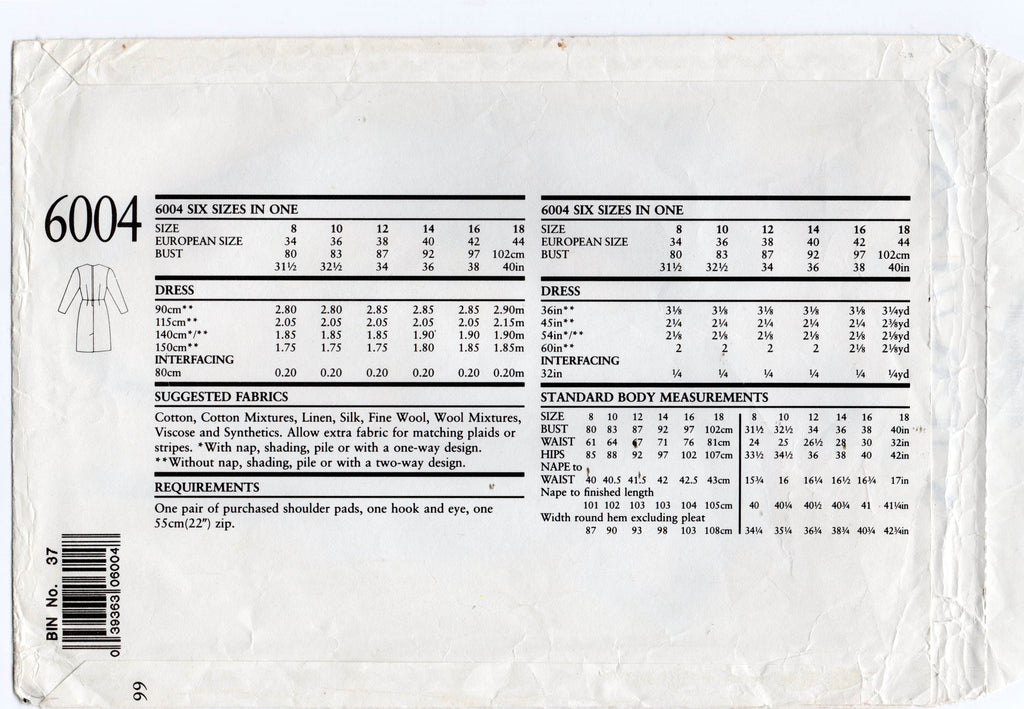 6004
6004 SIX SIZES IN ONE
SIZE 8 10 12 14 16 18
EUROPEAN SIZE 34 36 38 40 42 44
BUST 80 83 87 92 97 102cm
31½ 32½ 34 36 38 40in
DRESS
90cm** 2.80 2.80 2.85 2.85 2.85 2.90m
115cm** 2.05 2.05 2.05 2.05 2.05 2.15m
140cm*/** 1.85 1.85 1.85 1.90 1.90 1.90m
150cm** 1.75 1.75 1.75 1.80 1.85 1.85m
INTERFACING
80cm 0.20 0.20 0.20 0.20 0.20 0.20m
SUGGESTED FABRICS
Cotton, Cotton Mixtures, Linen, Silk, Fine Wool, Wool Mixtures,
Viscose and Synthetics. Allow extra fabric for matching plaids or
stripes. *With nap, shading, pile or with a one-way design.
**Without nap, shading, pile or with a two-way design.
REQUIREMENTS
One pair of purchased shoulder pads, one hook and eye, one
55cm(22") zip.
6004 SIX SIZES IN ONE
SIZE 8 10 12 14 16 18
EUROPEAN SIZE 34 36 38 40 42 44
BUST 80 83 87 92 97 102cm
31½ 32½ 34 36 38 40in
DRESS
36in** 3⅛ 3⅛ 3⅛ 3⅛ 3⅛ 3¼yd
45in** 2¼ 2¼ 2¼ 2¼ 2¼ 2⅜yd
54in*/** 2⅛ 2⅛ 2⅛ 2⅛ 2⅛ 2⅛yd
60in** 2 2 2 2 2⅛ 2⅛yd
INTERFACING
32in ¼ ¼ ¼ ¼ ¼ ¼yd
STANDARD BODY MEASUREMENTS
SIZE 8 10 12 14 16 18 8 10 12 14 16 18
BUST 80 83 87 92 97 102cm 31½ 32½ 34 36 38 40in
WAIST 61 64 67 71 76 81cm 24 25 26½ 28 30 32in
HIPS 85 88 92 97 102 107cm 33½ 34½ 36 38 40 42in
NAPE to
WAIST 40 40.5 41.5 42 42.5 43cm 15¾ 16 16¼ 16½ 16¾ 17in
Nape to finished length
101 102 103 103 104 105cm 40 40¼ 40½ 40¾ 41 41¼in
Width round hem excluding pleat
87 90 93 98 103 108cm 34¼ 35¼ 36¾ 38¾ 40¾ 42¾in
BIN No. 37
0 39363 06004
99